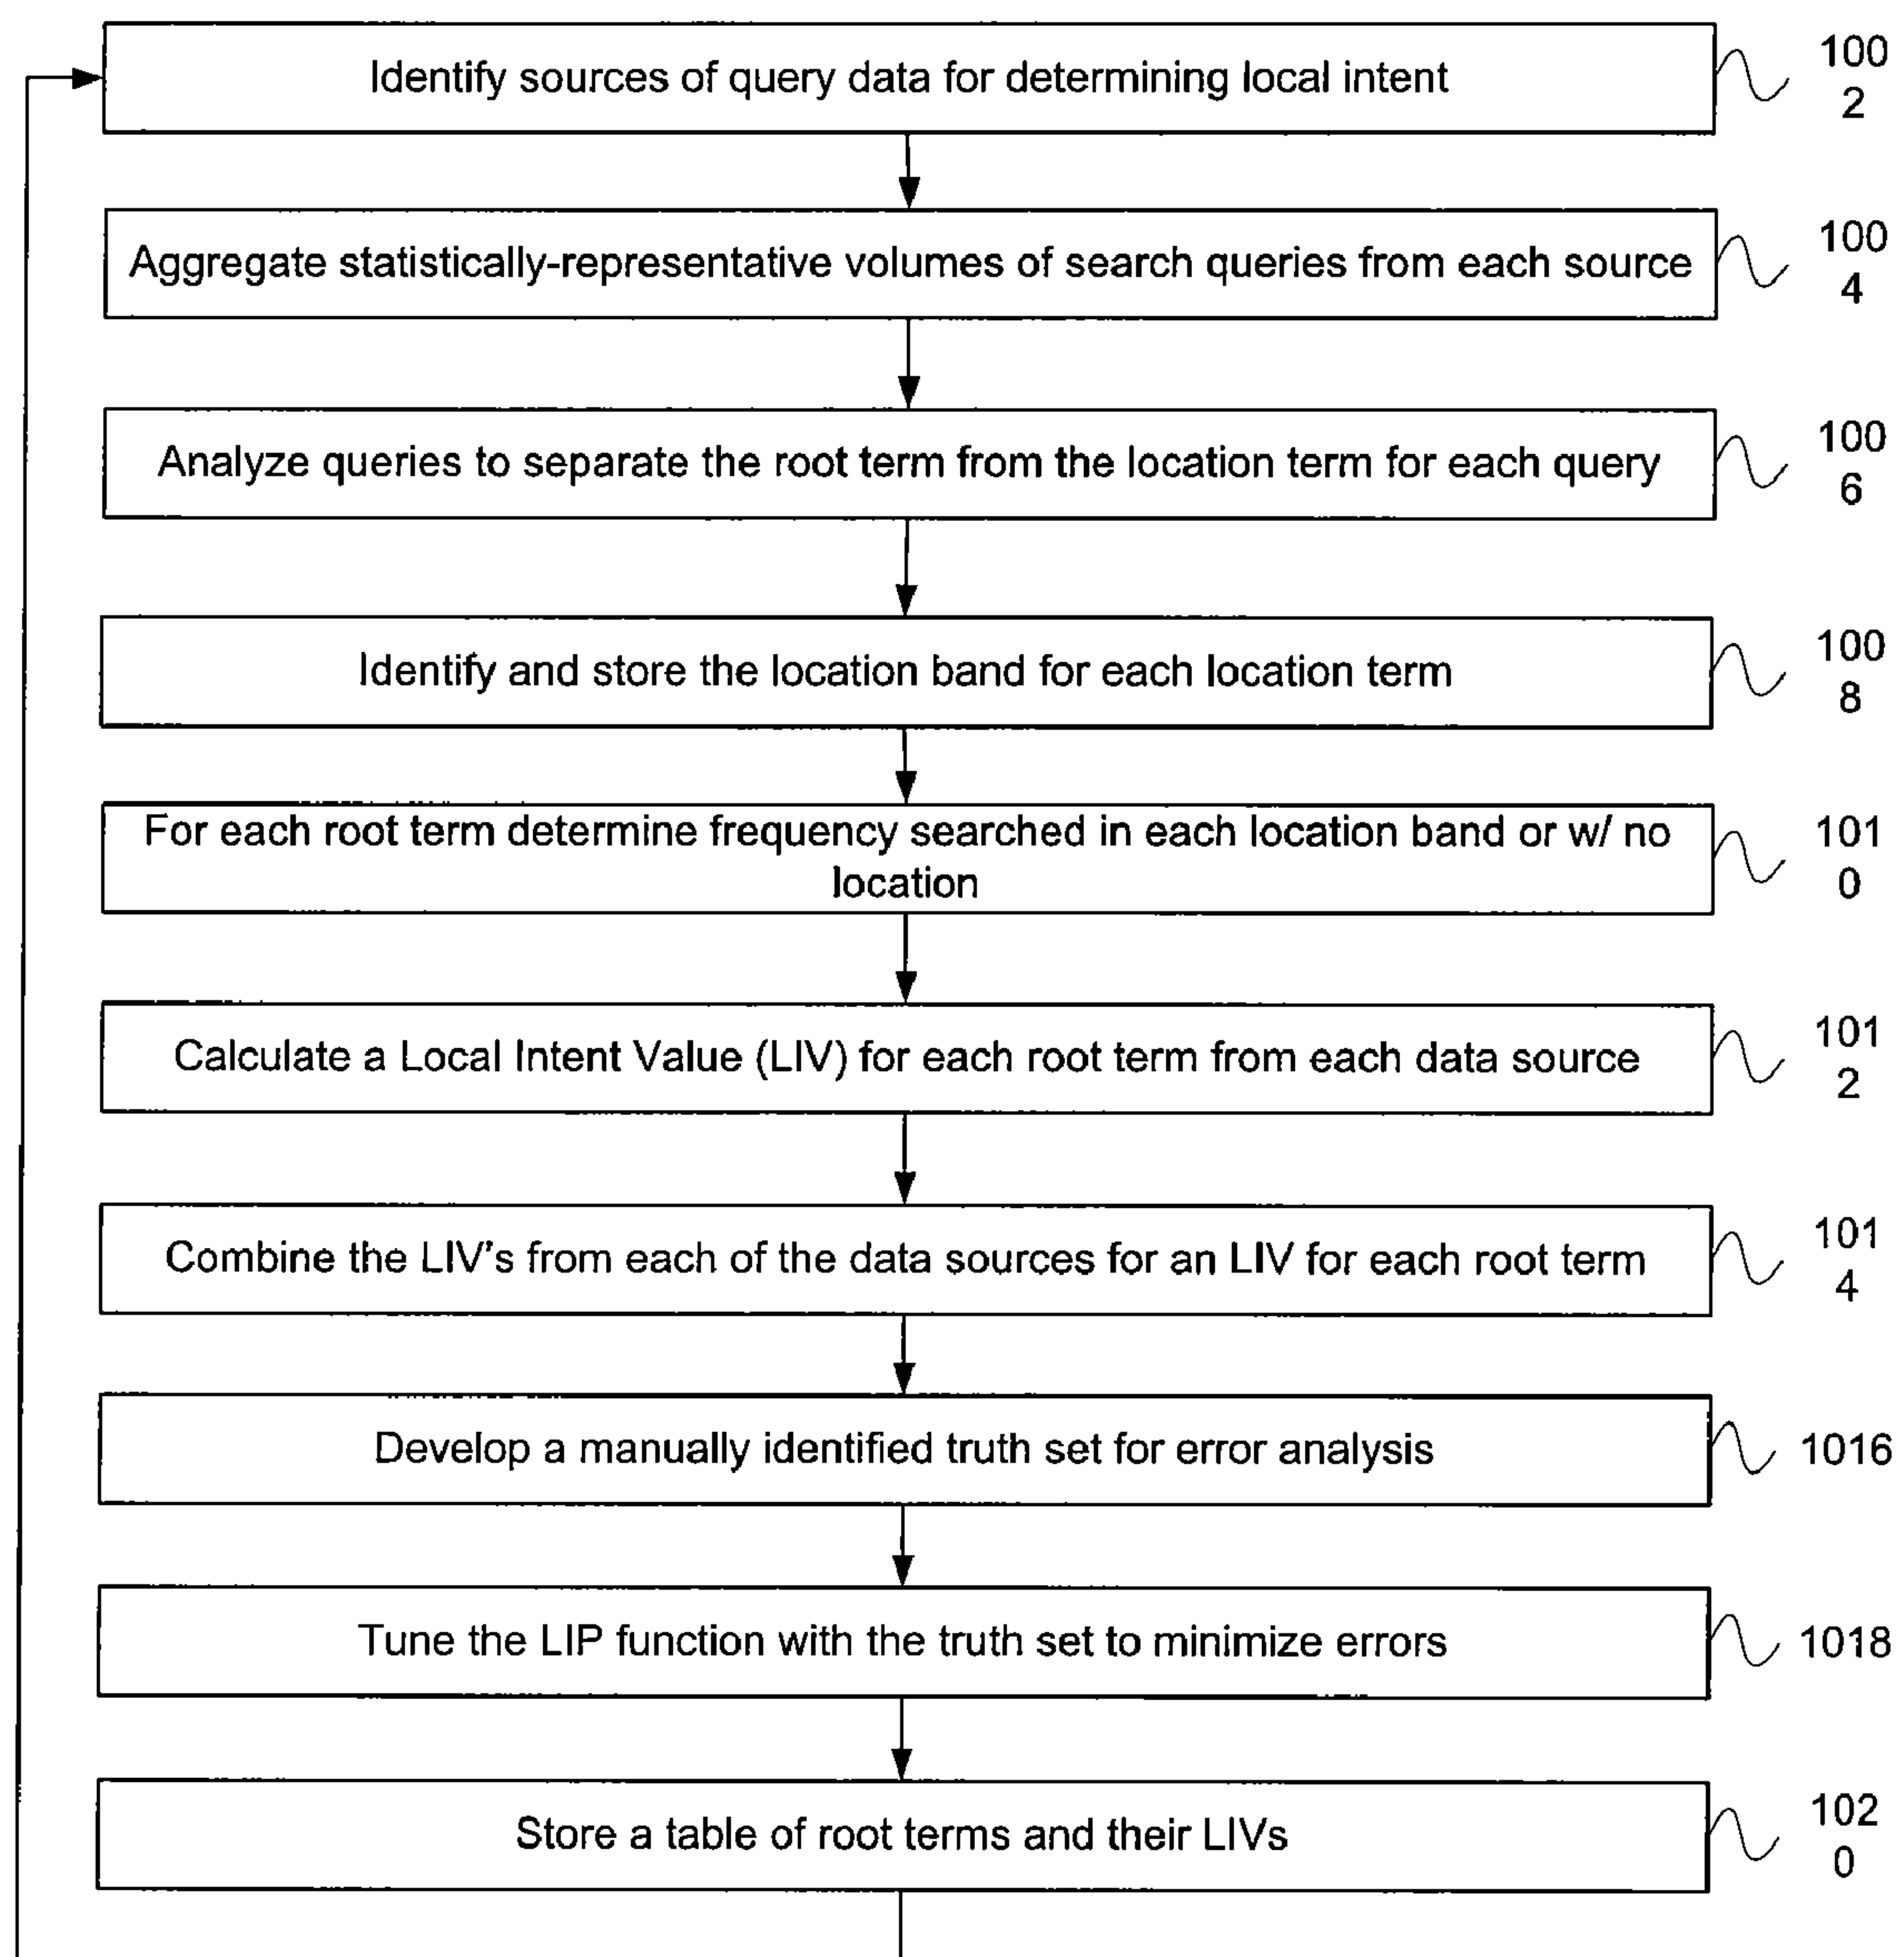 Identify sources of query data for determining local intent
100
2
Aggregate statistically-representative volumes of search queries from each source
100
4
Analyze queries to separate the root term from the location term for each query
100
6
Identify and store the location band for each location term
100
8
For each root term determine frequency searched in each location band or w/ no
location
101
0
Calculate a Local Intent Value (LIV) for each root term from each data source
101
2
Combine the LIV's from each of the data sources for an LIV for each root term
101
4
Develop a manually identified truth set for error analysis
1016
Tune the LIP function with the truth set to minimize errors
1018
Store a table of root terms and their LIVs
102
0